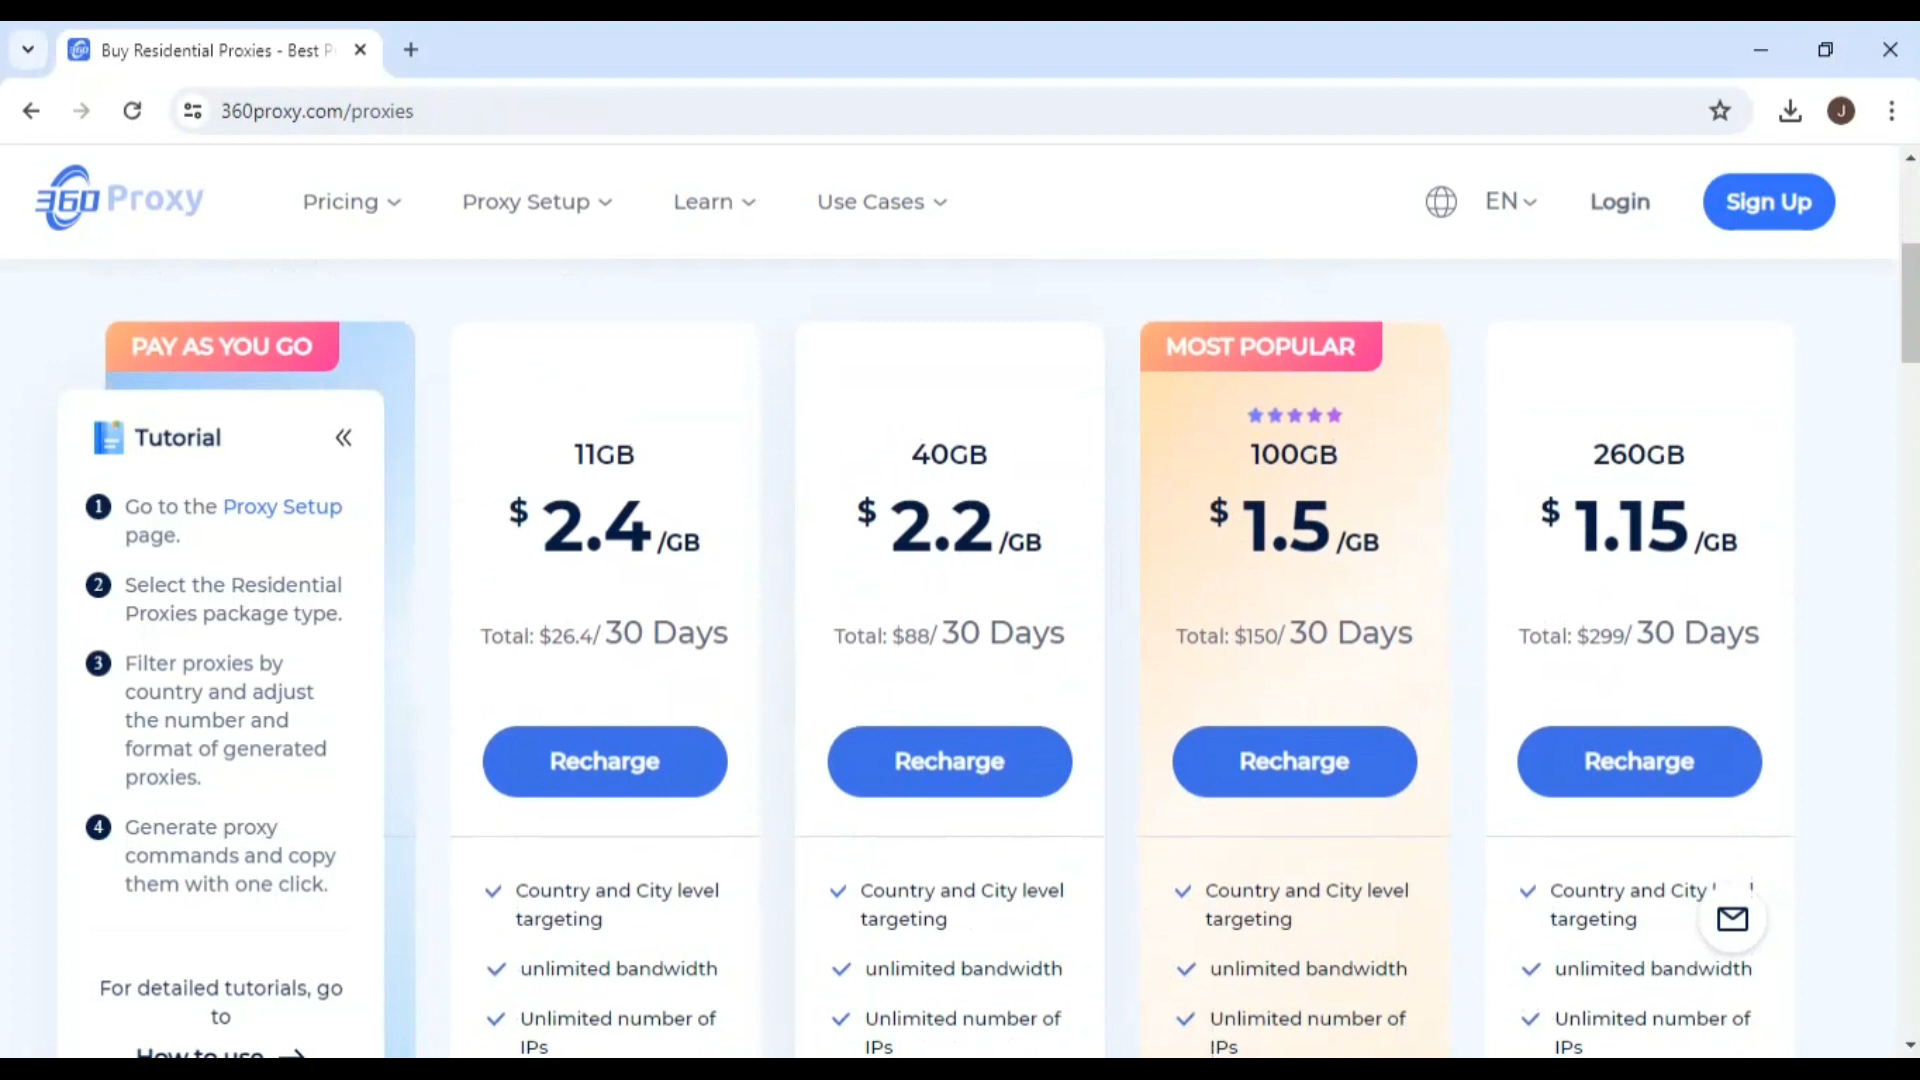 Buy Residential Proxies - Best P
360proxy.com/proxies
J
360 Proxy
Pricing
Proxy Setup
Learn
Use Cases
EN
Login
Sign Up
PAY AS YOU GO
Tutorial
1 Go to the Proxy Setup
page.
2 Select the Residential
Proxies package type.
3 Filter proxies by
country and adjust
the number and
format of generated
proxies.
4 Generate proxy
commands and copy
them with one click.
For detailed tutorials, go
to
How to use
11GB
$ 2.4 /GB
Total: $26.4/ 30 Days
Recharge
Country and City level
targeting
unlimited bandwidth
Unlimited number of
IPs
40GB
$ 2.2 /GB
Total: $88/ 30 Days
Recharge
Country and City level
targeting
unlimited bandwidth
Unlimited number of
IPs
MOST POPULAR
100GB
$ 1.5 /GB
Total: $150/ 30 Days
Recharge
Country and City level
targeting
unlimited bandwidth
Unlimited number of
IPs
260GB
$ 1.15 /GB
Total: $299/ 30 Days
Recharge
Country and City
targeting
unlimited bandwidth
Unlimited number of
IPs